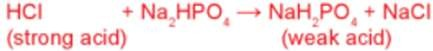 HCl + Na₂HPO₄ → NaH₂PO₄ + NaCl
(strong acid) (weak acid)